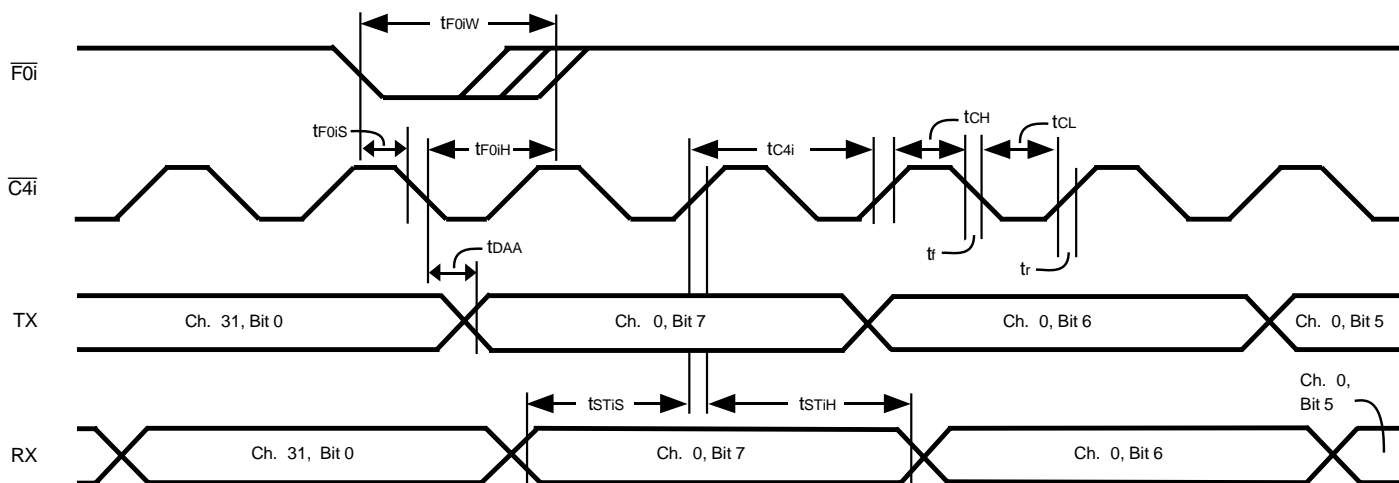 tF0iW
F0i
tF0iS
tF0iH
tC4i
tCH
tCL
C4i
tDAA
tf
tr
TX
Ch. 31, Bit 0
Ch. 0, Bit 7
Ch. 0, Bit 6
Ch. 0, Bit 5
Ch. 0,
Bit 5
tSTiS
tSTiH
RX
Ch. 31, Bit 0
Ch. 0, Bit 7
Ch. 0, Bit 6